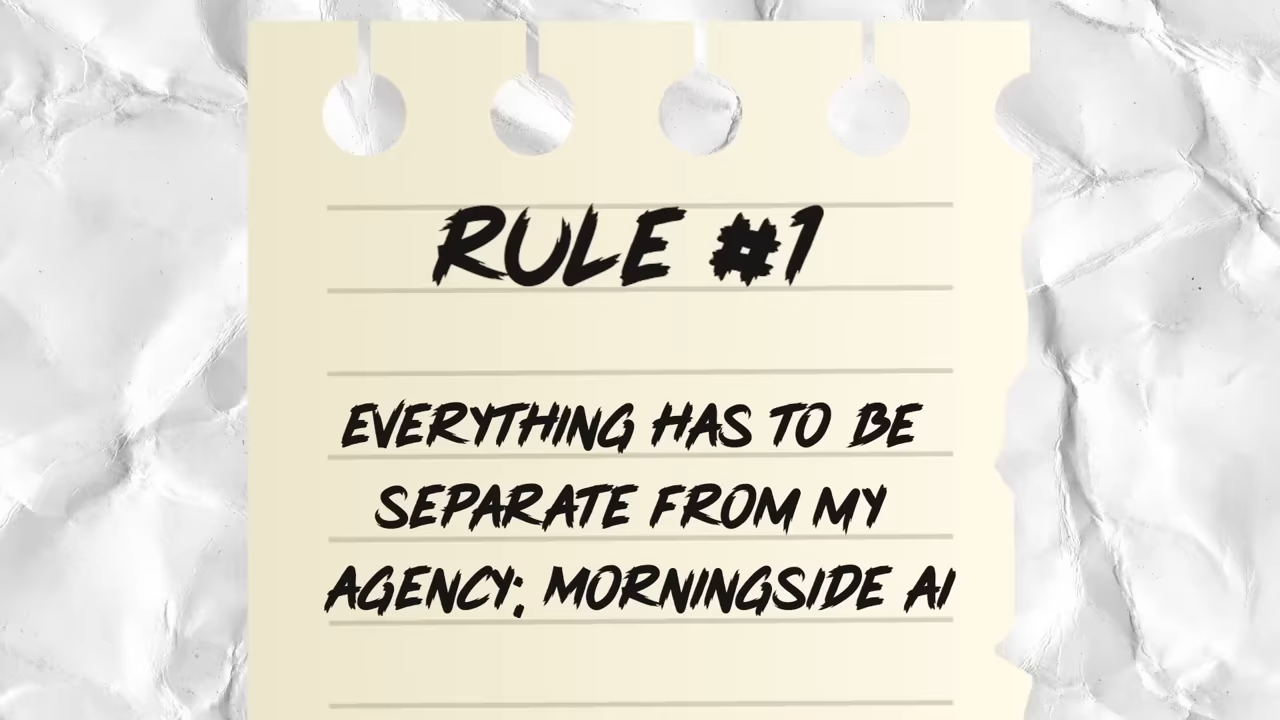 RULE #1
EVERYTHING HAS TO BE
SEPARATE FROM MY
AGENCY; MORNINGSIDE AI